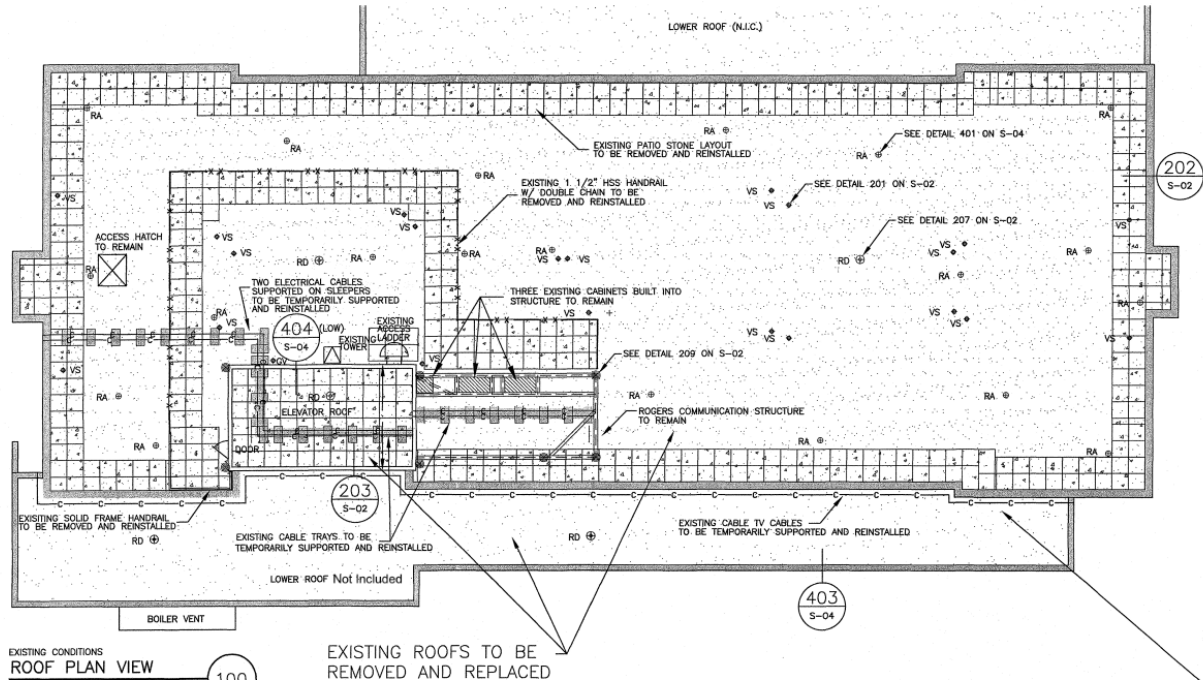 LOWER ROOF (N.I.C.)
RA
RA
RA
EXISTING PATIO STONE LAYOUT
TO BE REMOVED AND REINSTALLED
RA
RA
SEE DETAIL 401 ON S-04
202
S-02
RA
EXISTING 1 1/2" HSS HANDRAIL
W/ DOUBLE CHAIN TO BE
REMOVED AND REINSTALLED
VS
SEE DETAIL 201 ON S-02
VS
VS
VS
VS
VS
VS
SEE DETAIL 207 ON S-02
ACCESS HATCH
TO REMAIN
VS
RD
RA
RA
RA
VS
RD
VS
RA
RA
RA
TWO ELECTRICAL CABLES
SUPPORTED ON SLEEPERS
TO BE TEMPORARILY SUPPORTED
AND REINSTALLED
THREE EXISTING CABINETS BUILT INTO
STRUCTURE TO REMAIN
RA
RA
VS
404
S-04
(LOW)
EXISTING
TOWER
EXISTING
ACCESS
LADDER
VS
VS
VS
VS
VS
VS
GV
VS
SEE DETAIL 209 ON S-02
RA
RD
ELEVATOR ROOF
RA
RA
ROGERS COMMUNICATION STRUCTURE
TO REMAIN
RA
DOOR
RA
RA
203
S-02
EXISITING SOLID FRAME HANDRAIL
TO BE REMOVED AND REINSTALLED
RD
EXISTING CABLE TRAYS TO BE
TEMPORARILY SUPPORTED AND REINSTALLED
RD
EXISTING CABLE TV CABLES
TO BE TEMPORARILY SUPPORTED AND REINSTALLED
LOWER ROOF Not Included
403
S-04
BOILER VENT
EXISTING CONDITIONS
ROOF PLAN VIEW
100
EXISTING ROOFS TO BE
REMOVED AND REPLACED